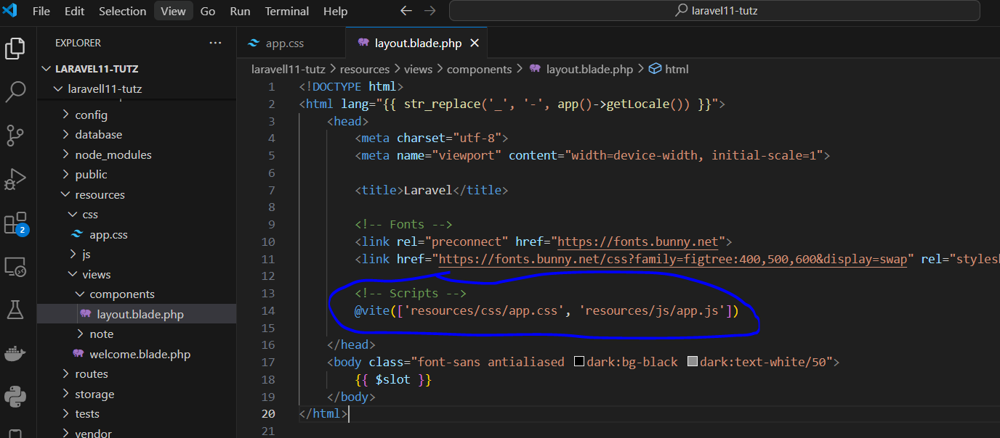 File Edit Selection View Go Run Terminal Help
laravel11-tutz
EXPLORER
LARAVEL11-TUTZ
laravell11-tutz
config
database
node_modules
public
resources
css
app.css
js
views
components
layout.blade.php
note
welcome.blade.php
routes
storage
tests
vendor
2
app.css
layout.blade.php
laravell11-tutz > resources > views > components > layout.blade.php > html
1 <!DOCTYPE html>
2 <html lang="{{ str_replace('_', '-', app()->getLocale()) }}">
3 <head>
4 <meta charset="utf-8">
5 <meta name="viewport" content="width=device-width, initial-scale=1">
6
7 <title>Laravel</title>
8
9 <!-- Fonts -->
10 <link rel="preconnect" href="https://fonts.bunny.net">
11 <link href="https://fonts.bunny.net/css?family=figtree:400,500,600&display=swap" rel="stylesh
12
13 <!-- Scripts -->
14 @vite(['resources/css/app.css', 'resources/js/app.js'])
15
16 </head>
17 <body class="font-sans antialiased dark:bg-black dark:text-white/50">
18 {{ $slot }}
19 </body>
20 </html>
21